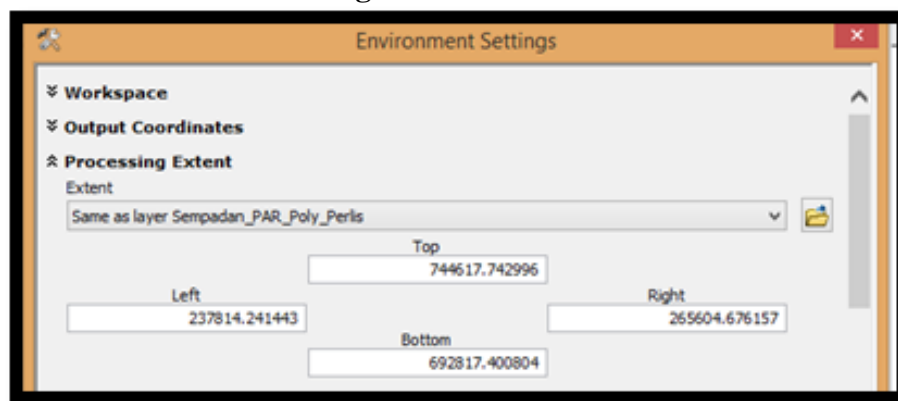 Environment Settings
Workspace
Output Coordinates
Processing Extent
Extent
Same as layer Sempadan_PAR_Poly_Perlis
Top
744617.742996
Left Right
237814.241443 265604.676157
Bottom
692817.400804